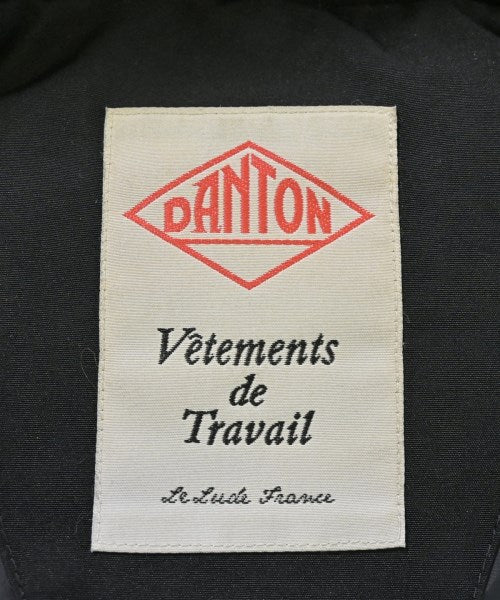 DANTON
Vêtements
de
Travail
Le Lude France